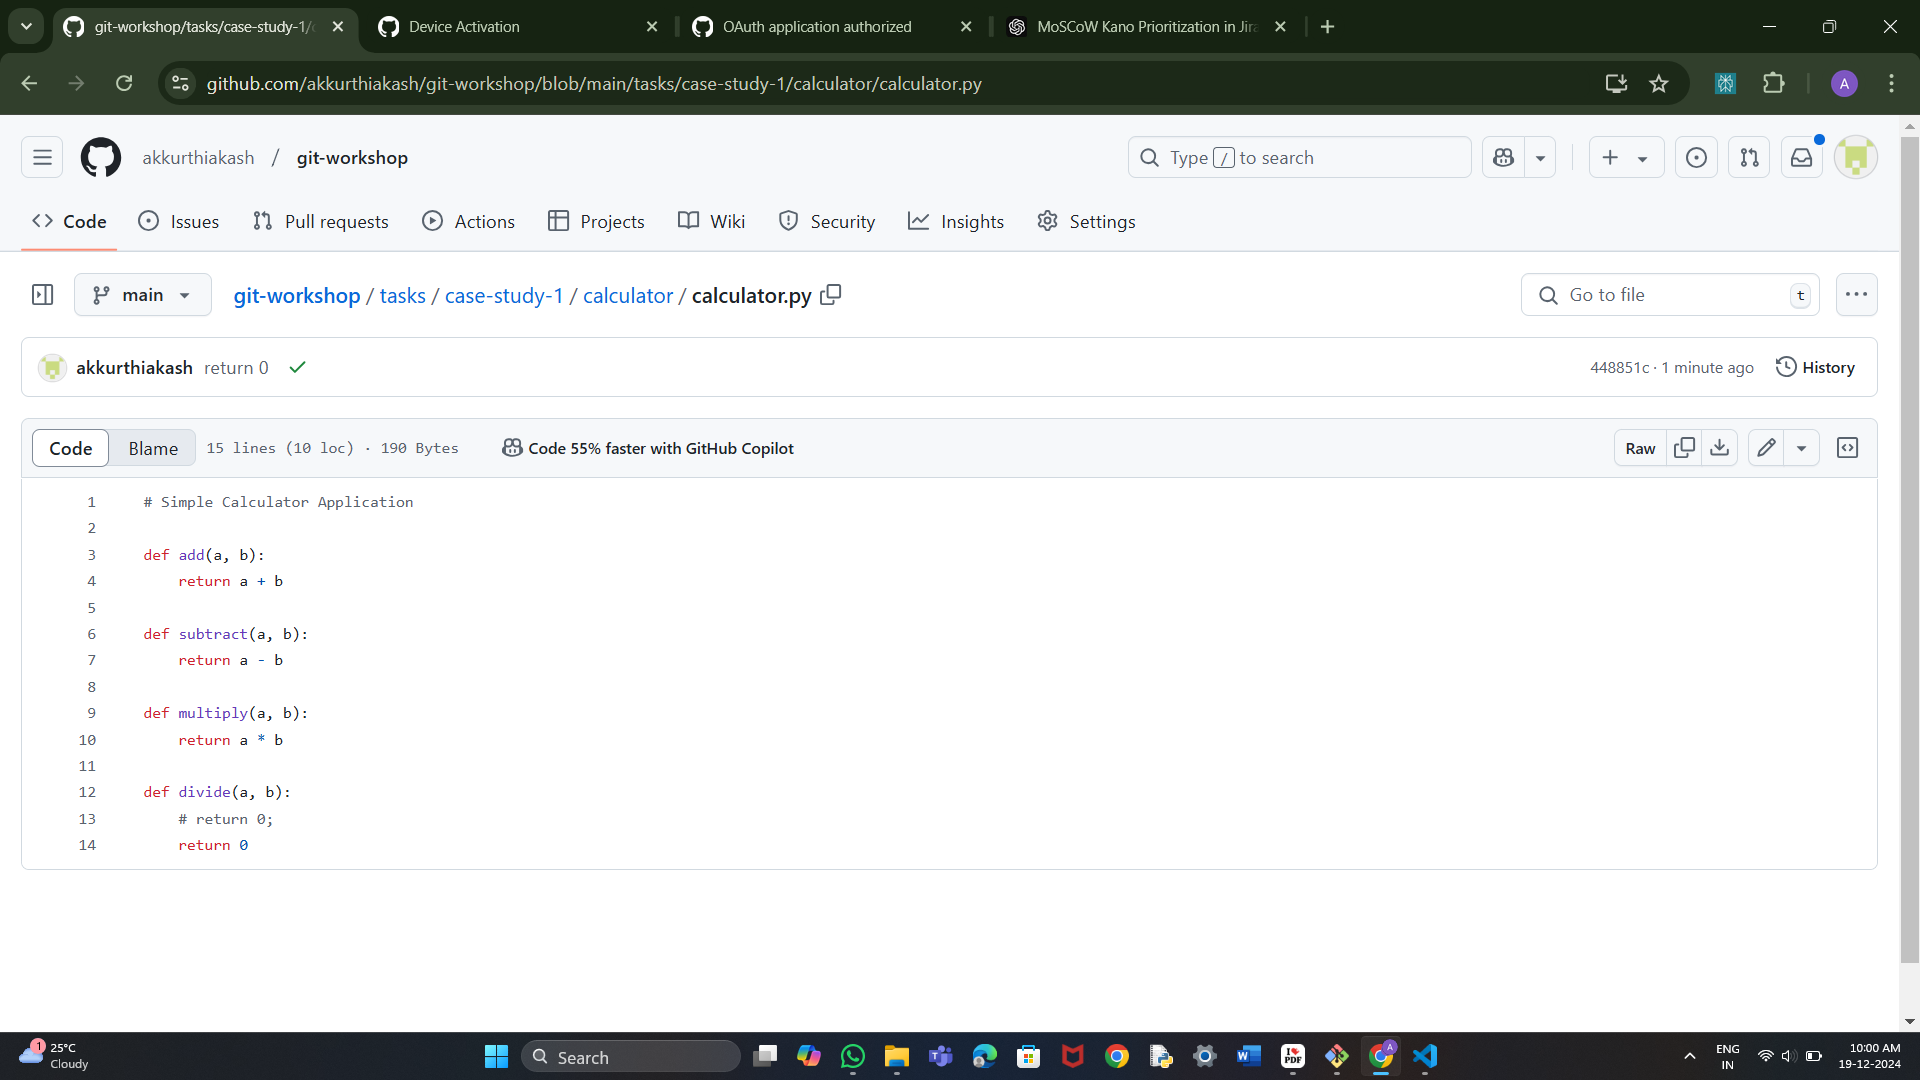 git-workshop/tasks/case-study-1/c
Device Activation
OAuth application authorized
MoSCoW Kano Prioritization in Jira
github.com/akkurthiakash/git-workshop/blob/main/tasks/case-study-1/calculator/calculator.py
A
akkurthiakash / git-workshop
Type / to search
Code
Issues
Pull requests
Actions
Projects
Wiki
Security
Insights
Settings
main
git-workshop / tasks / case-study-1 / calculator / calculator.py
Go to file
t
akkurthiakash return 0
448851c · 1 minute ago
History
Code
Blame
15 lines (10 loc) · 190 Bytes
Code 55% faster with GitHub Copilot
Raw
1 # Simple Calculator Application
2
3 def add(a, b):
4 return a + b
5
6 def subtract(a, b):
7 return a - b
8
9 def multiply(a, b):
10 return a * b
11
12 def divide(a, b):
13 # return 0;
14 return 0
1
25°C
Cloudy
Search
I♥
PDF
A
ENG
IN
10:00 AM
19-12-2024